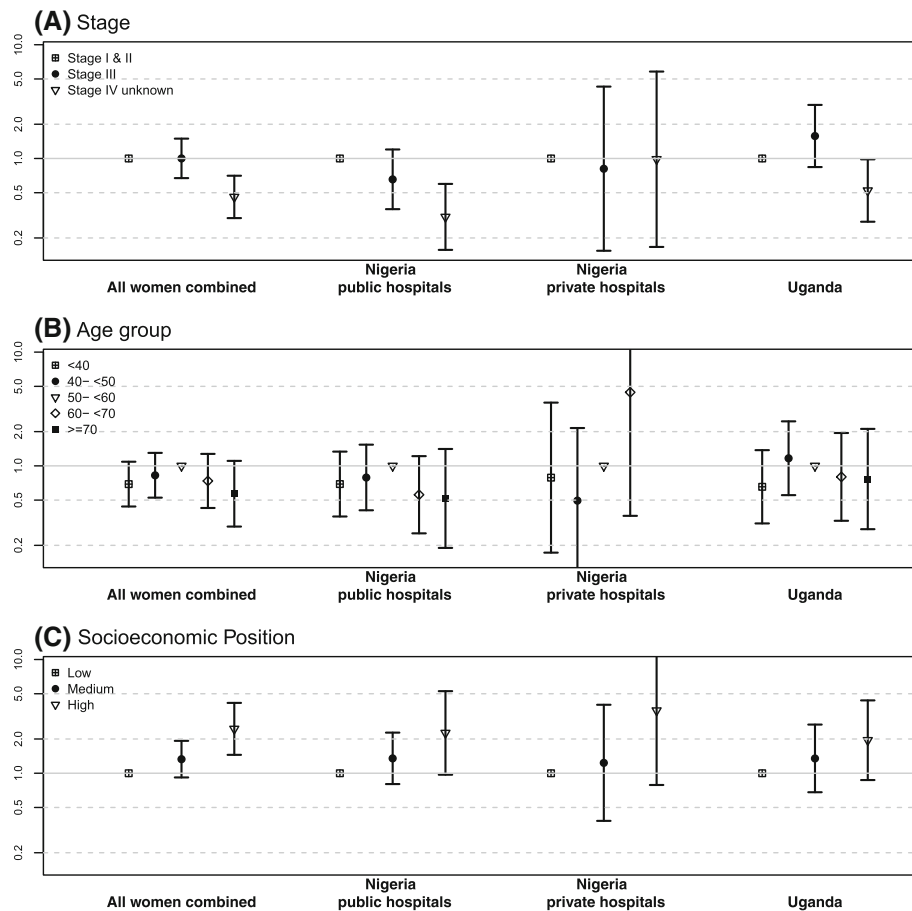 (A) Stage
10.0
5.0
2.0
1.0
0.5
0.2
Stage I & II
Stage III
Stage IV unknown
All women combined
Nigeria
public hospitals
Nigeria
private hospitals
Uganda
(B) Age group
10.0
5.0
2.0
1.0
0.5
0.2
<40
40− <50
50− <60
60− <70
>=70
All women combined
Nigeria
public hospitals
Nigeria
private hospitals
Uganda
(C) Socioeconomic Position
10.0
5.0
2.0
1.0
0.5
0.2
Low
Medium
High
All women combined
Nigeria
public hospitals
Nigeria
private hospitals
Uganda